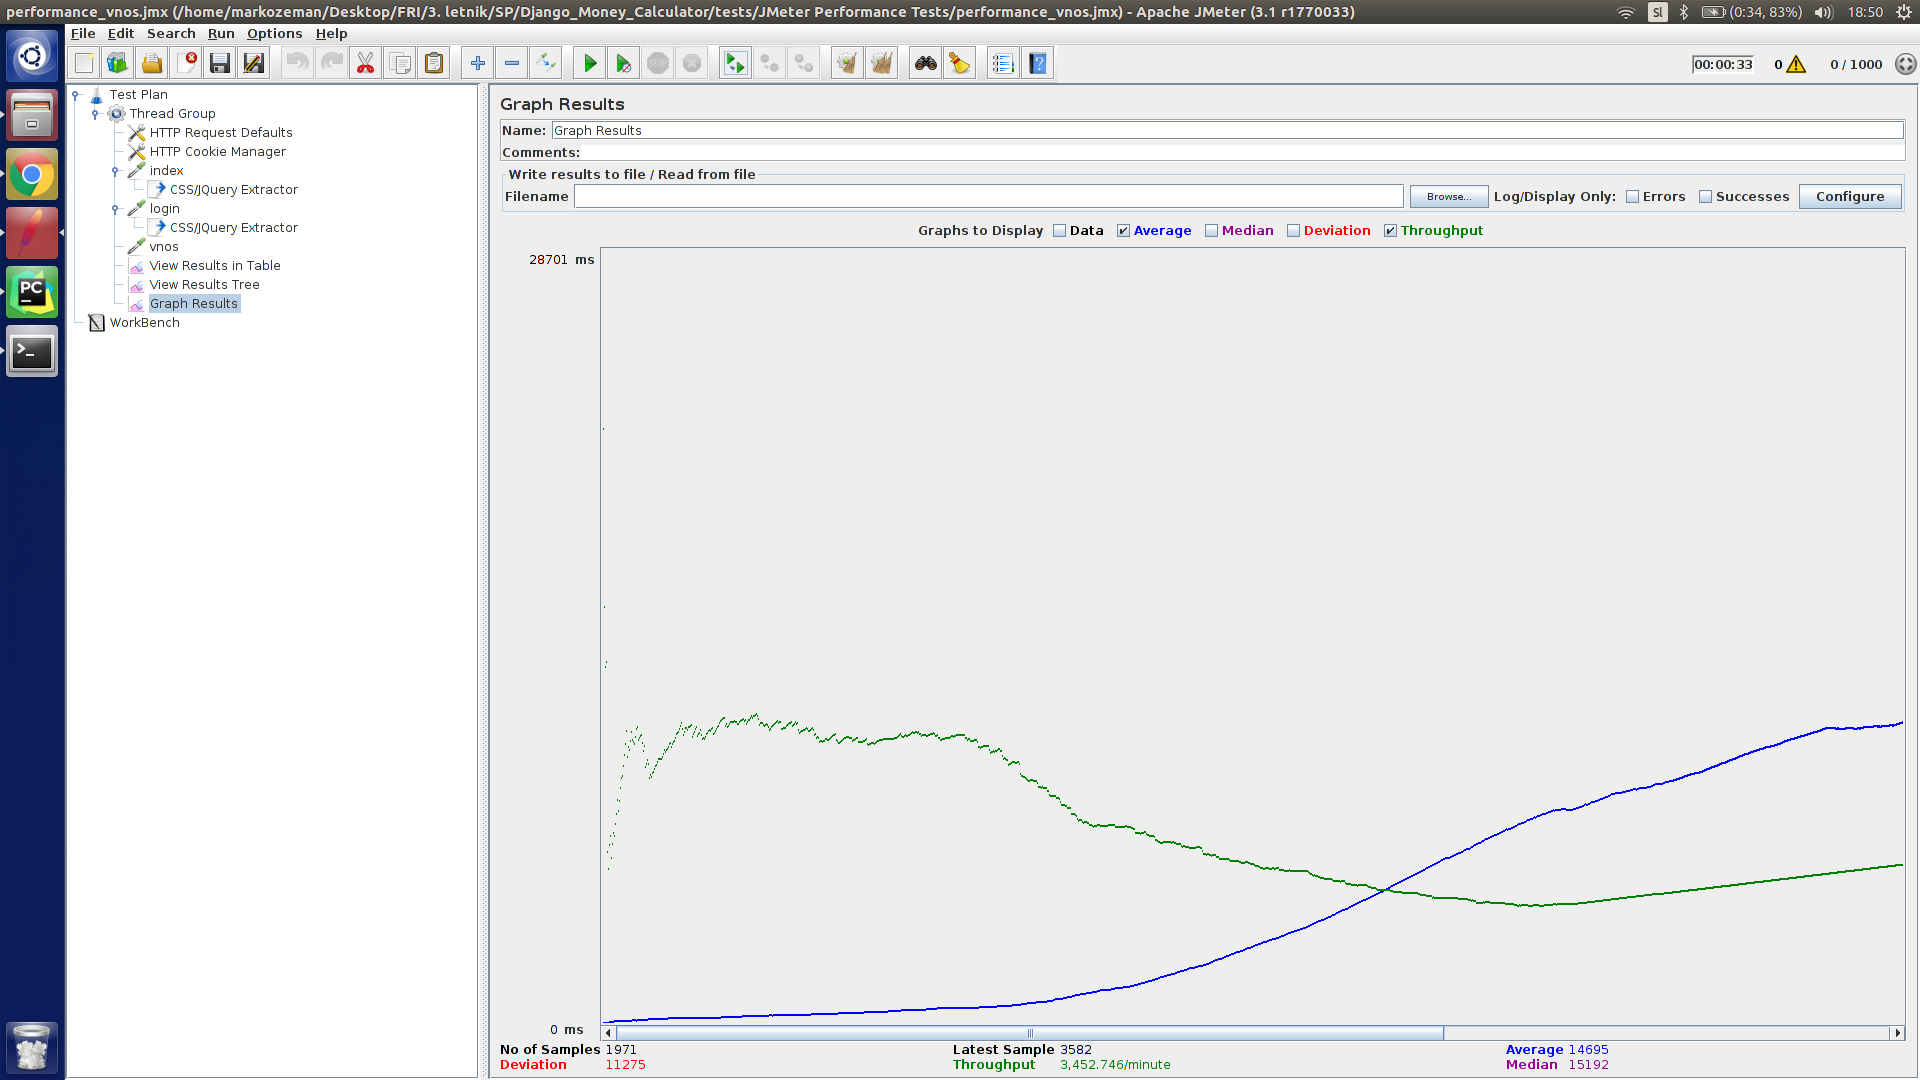 performance_vnos.jmx (/home/markozeman/Desktop/FRI/3. letnik/SP/Django_Money_Calculator/tests/JMeter Performance Tests/performance_vnos.jmx) - Apache JMeter (3.1 r1770033)
Sl (0:34, 83%) 18:50
File Edit Search Run Options Help
STOP 00:00:33 0 0 / 1000
Test Plan
Thread Group
HTTP Request Defaults
HTTP Cookie Manager
index
CSS/JQuery Extractor
login
CSS/JQuery Extractor
vnos
View Results in Table
View Results Tree
Graph Results
WorkBench
PC
Graph Results
Name: Graph Results
Comments:
Write results to file / Read from file
Filename Browse... Log/Display Only: Errors Successes Configure
Graphs to Display Data Average Median Deviation Throughput
28701 ms
0 ms
No of Samples 1971 Latest Sample 3582 Average 14695
Deviation 11275 Throughput 3,452.746/minute Median 15192